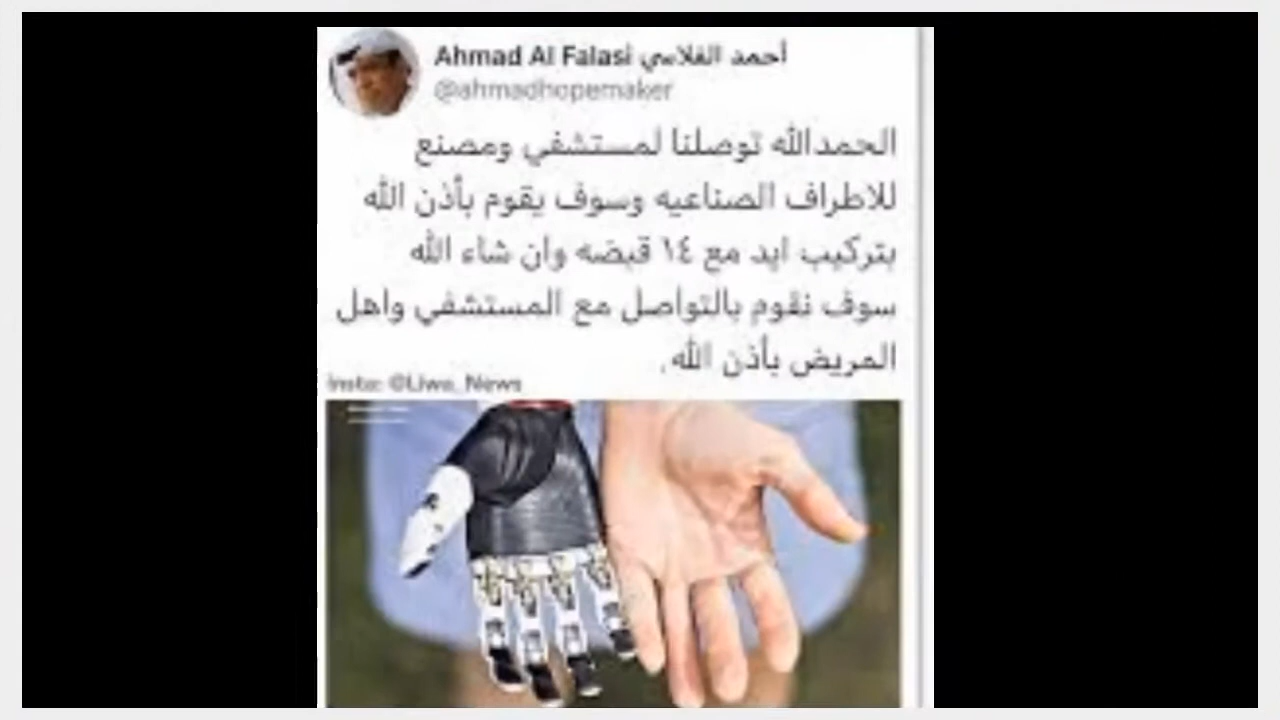 Ahmad Al Falasi أحمد الفلاسي
@ahmadhopemaker
الحمدالله توصلنا لمستشفي ومصنع
للاطراف الصناعيه وسوف يقوم بأذن الله
بتركيب ايد مع ١٤ قبضه وان شاء الله
سوف نقوم بالتواصل مع المستشفي واهل
المريض بأذن الله.
insta: @Liwa_News